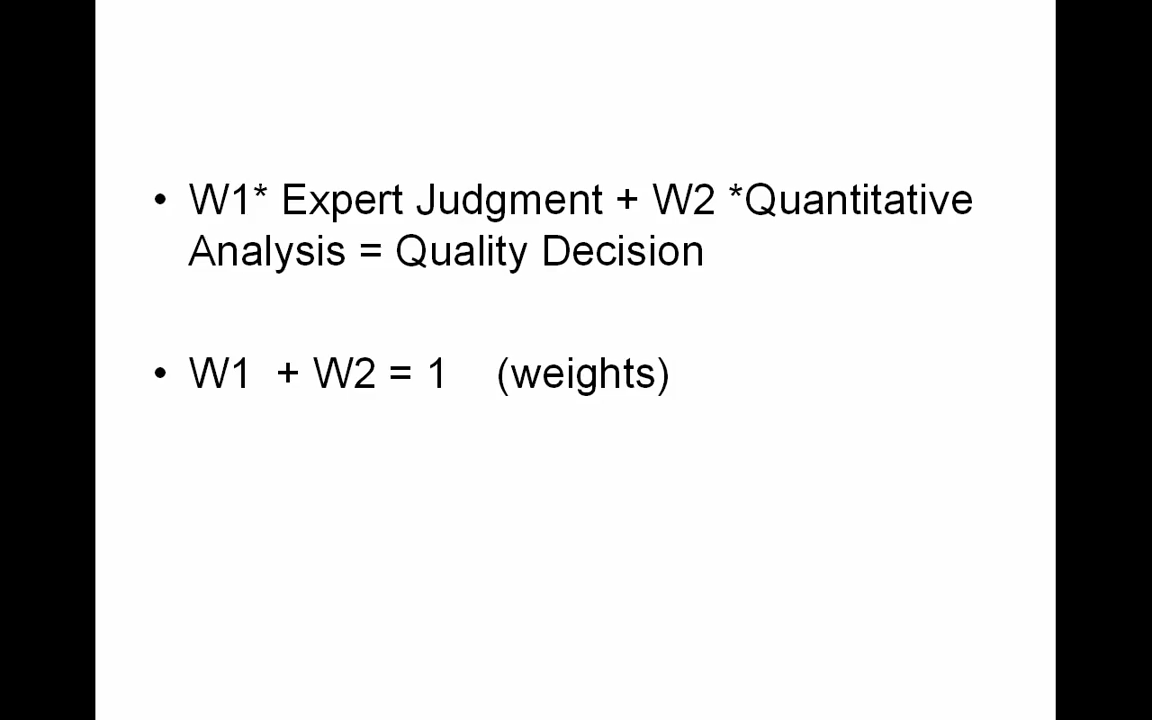 • W1* Expert Judgment + W2 *Quantitative
Analysis = Quality Decision
• W1 + W2 = 1 (weights)